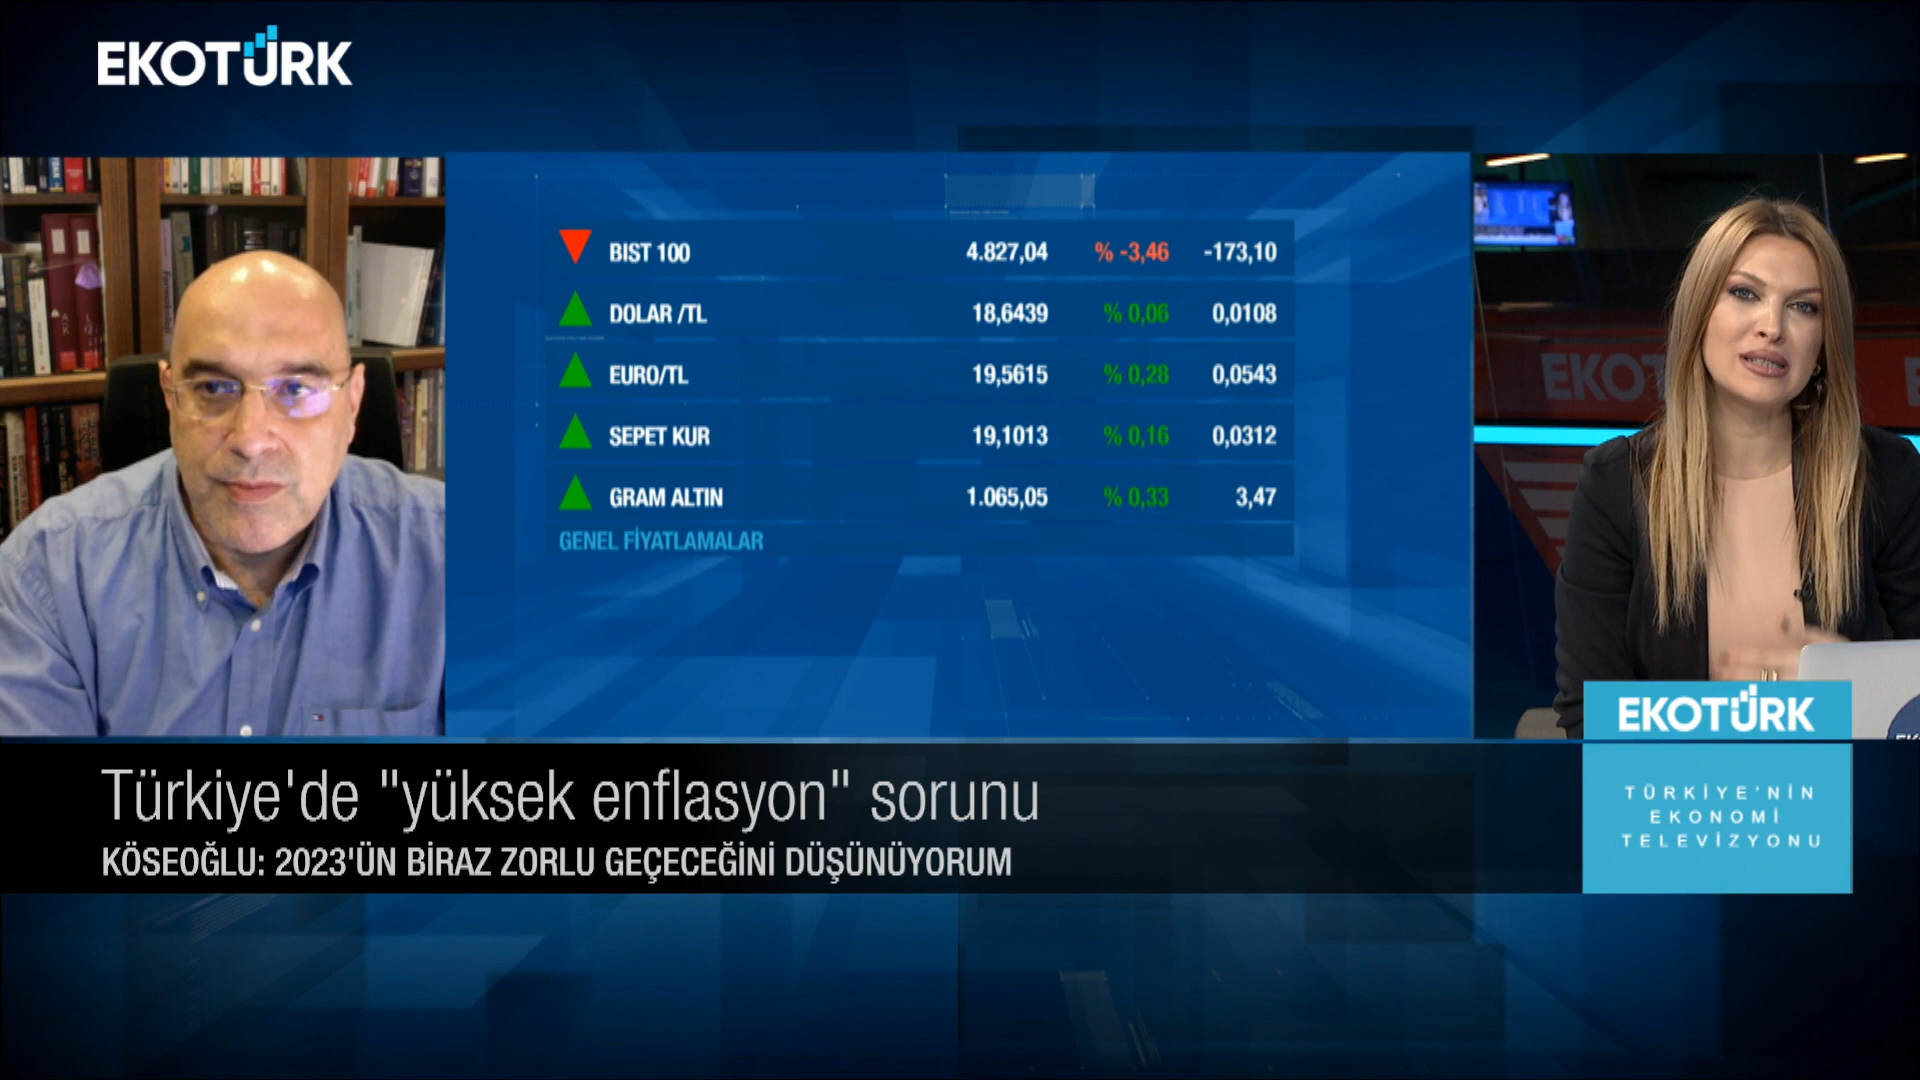 EKOTÜRK
BIST 100 4.827,04 % -3,46 -173,10
DOLAR /TL 18,6439 % 0,06 0,0108
EURO/TL 19,5615 % 0,28 0,0543
SEPET KUR 19,1013 % 0,16 0,0312
GRAM ALTIN 1.065,05 % 0,33 3,47
GENEL FİYATLAMALAR
EKOT
EKOTÜRK
TÜRKİYE'NİN
EKONOMİ
TELEVİZYONU
Türkiye'de "yüksek enflasyon" sorunu
KÖSEOĞLU: 2023'ÜN BİRAZ ZORLU GEÇECEĞİNİ DÜŞÜNÜYORUM